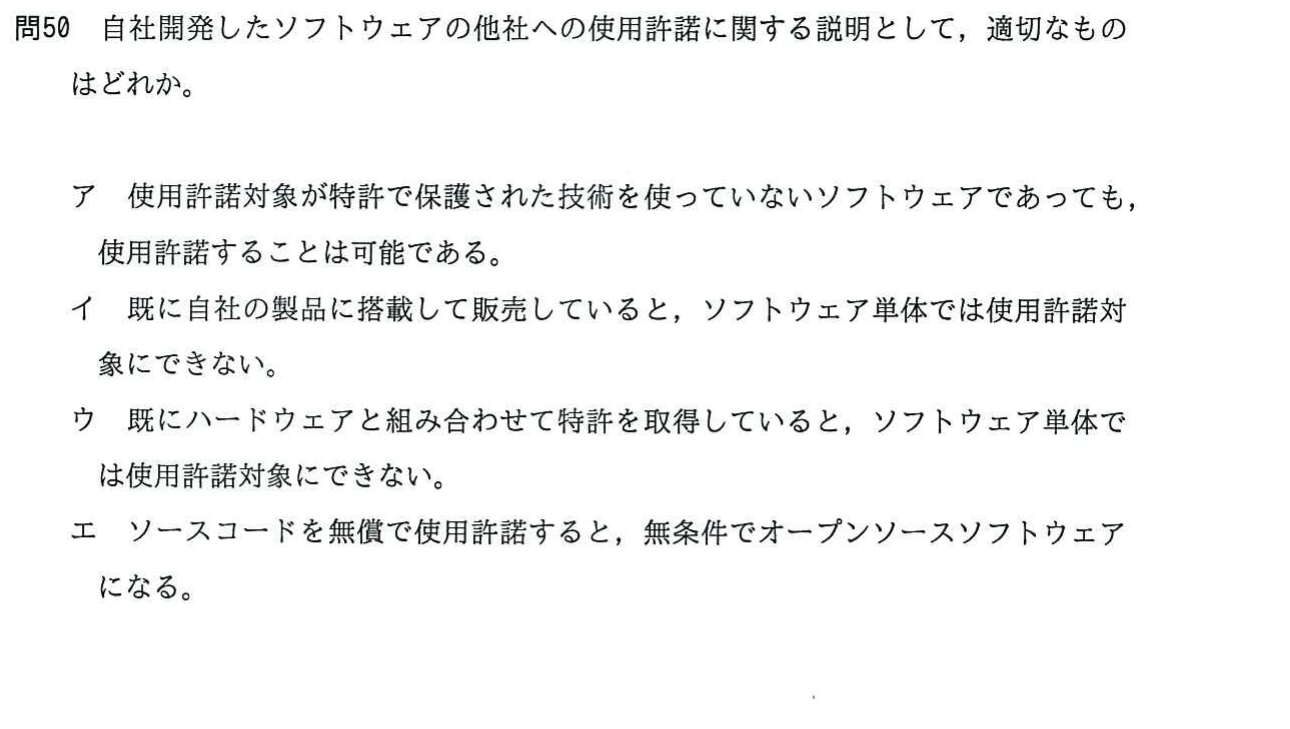 問50　自社開発したソフトウェアの他社への使用許諾に関する説明として，適切なもの
はどれか。
ア　使用許諾対象が特許で保護された技術を使っていないソフトウェアであっても，
使用許諾することは可能である。
イ　既に自社の製品に搭載して販売していると，ソフトウェア単体では使用許諾対
象にできない。
ウ　既にハードウェアと組み合わせて特許を取得していると，ソフトウェア単体で
は使用許諾対象にできない。
エ　ソースコードを無償で使用許諾すると，無条件でオープンソースソフトウェア
になる。